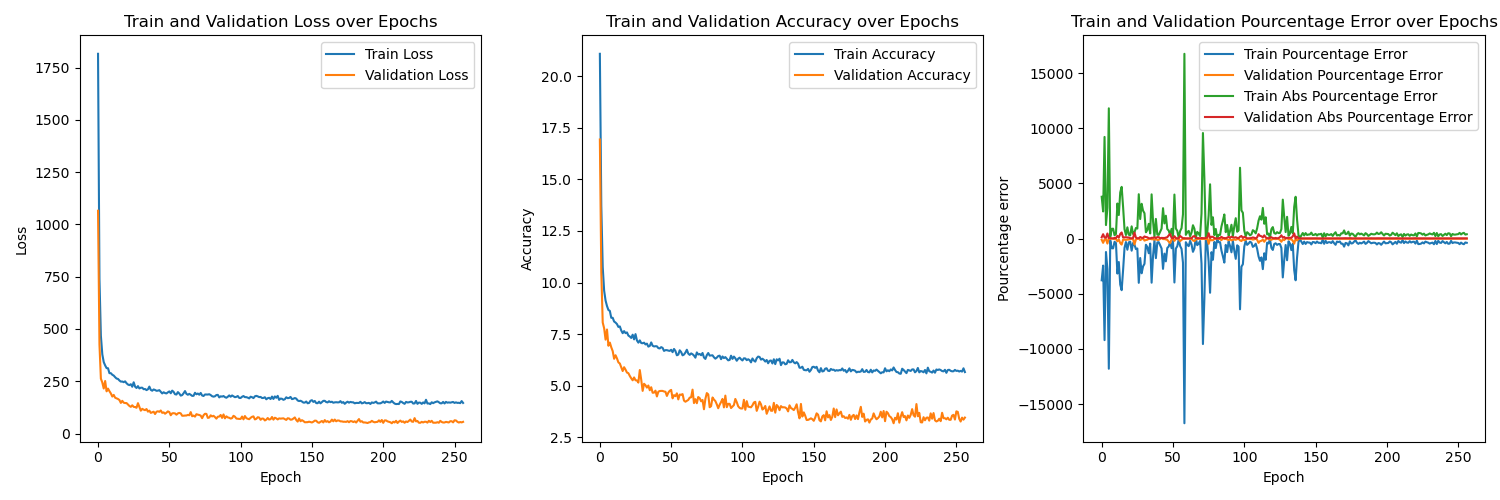 Train and Validation Loss over Epochs
Train Loss
Validation Loss
1750
1500
1250
1000
750
500
250
0
Loss
0
50
100
150
200
250
Epoch
Train and Validation Accuracy over Epochs
Train Accuracy
Validation Accuracy
20.0
17.5
15.0
12.5
10.0
7.5
5.0
2.5
Accuracy
0
50
100
150
200
250
Epoch
Train and Validation Pourcentage Error over Epochs
Train Pourcentage Error
Validation Pourcentage Error
Train Abs Pourcentage Error
Validation Abs Pourcentage Error
15000
10000
5000
0
−5000
−10000
−15000
Pourcentage error
0
50
100
150
200
250
Epoch